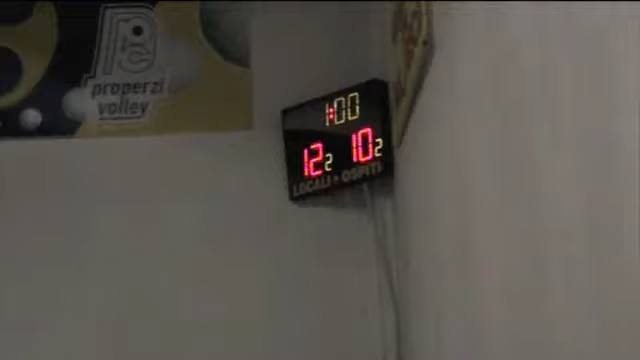 properzi
volley
1:00
12 2 10 2
LOCALI • OSPITI